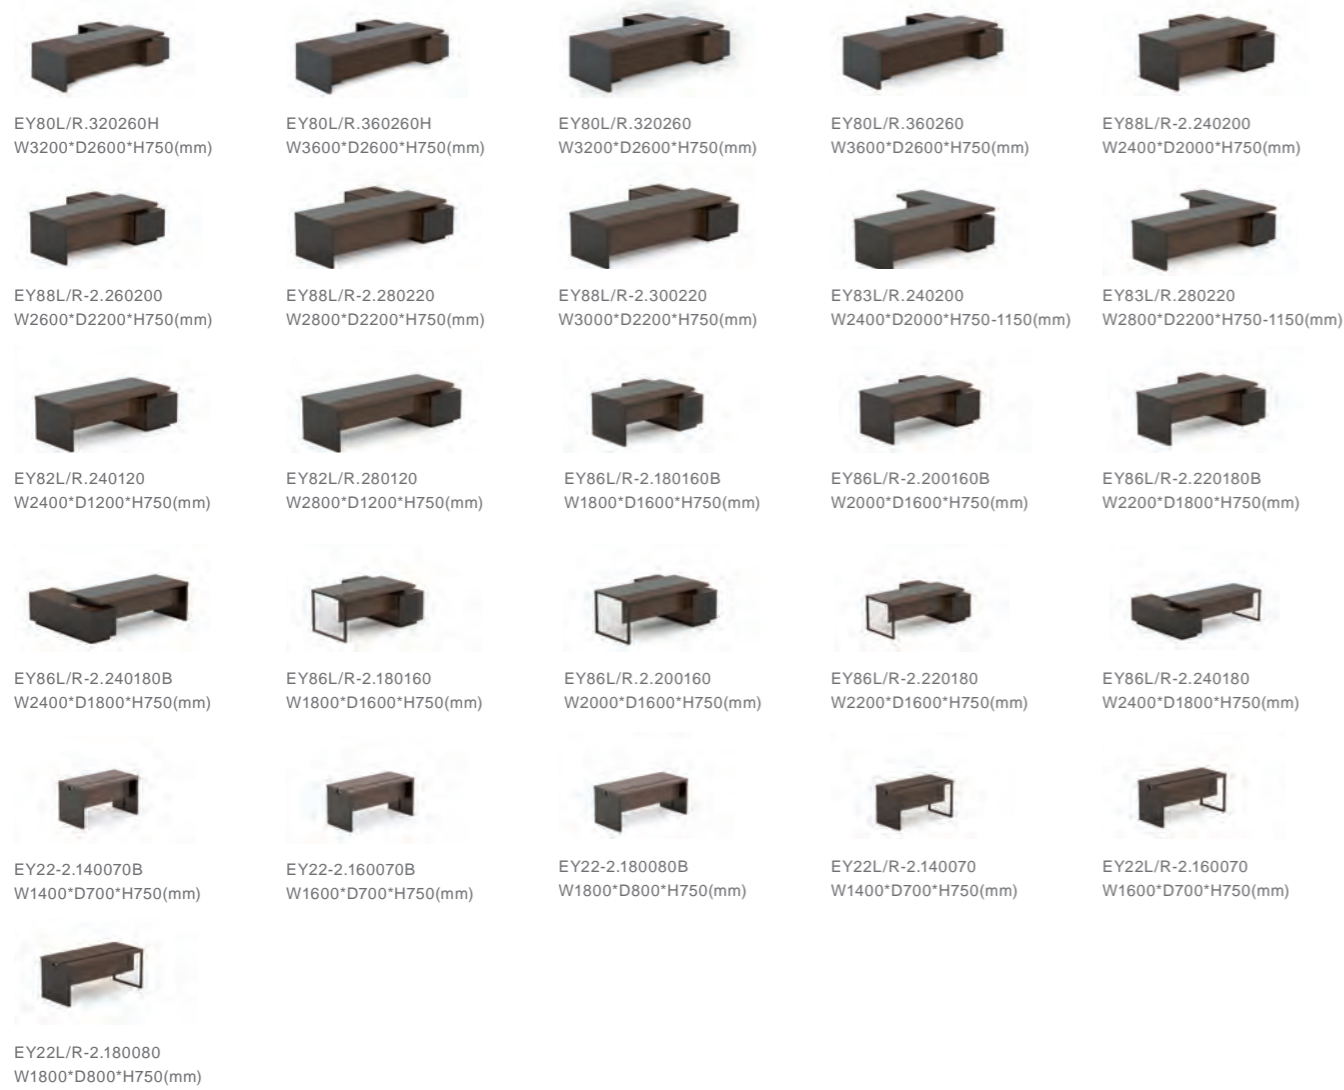 EY80L/R.320260H
W3200*D2600*H750(mm)
EY80L/R.360260H
W3600*D2600*H750(mm)
EY80L/R.320260
W3200*D2600*H750(mm)
EY80L/R.360260
W3600*D2600*H750(mm)
EY88L/R-2.240200
W2400*D2000*H750(mm)
EY88L/R-2.260200
W2600*D2200*H750(mm)
EY88L/R-2.280220
W2800*D2200*H750(mm)
EY88L/R-2.300220
W3000*D2200*H750(mm)
EY83L/R.240200
W2400*D2000*H750-1150(mm)
EY83L/R.280220
W2800*D2200*H750-1150(mm)
EY82L/R.240120
W2400*D1200*H750(mm)
EY82L/R.280120
W2800*D1200*H750(mm)
EY86L/R-2.180160B
W1800*D1600*H750(mm)
EY86L/R-2.200160B
W2000*D1600*H750(mm)
EY86L/R-2.220180B
W2200*D1800*H750(mm)
EY86L/R-2.240180B
W2400*D1800*H750(mm)
EY86L/R-2.180160
W1800*D1600*H750(mm)
EY86L/R.2.200160
W2000*D1600*H750(mm)
EY86L/R-2.220180
W2200*D1600*H750(mm)
EY86L/R-2.240180
W2400*D1800*H750(mm)
EY22-2.140070B
W1400*D700*H750(mm)
EY22-2.160070B
W1600*D700*H750(mm)
EY22-2.180080B
W1800*D800*H750(mm)
EY22L/R-2.140070
W1400*D700*H750(mm)
EY22L/R-2.160070
W1600*D700*H750(mm)
EY22L/R-2.180080
W1800*D800*H750(mm)